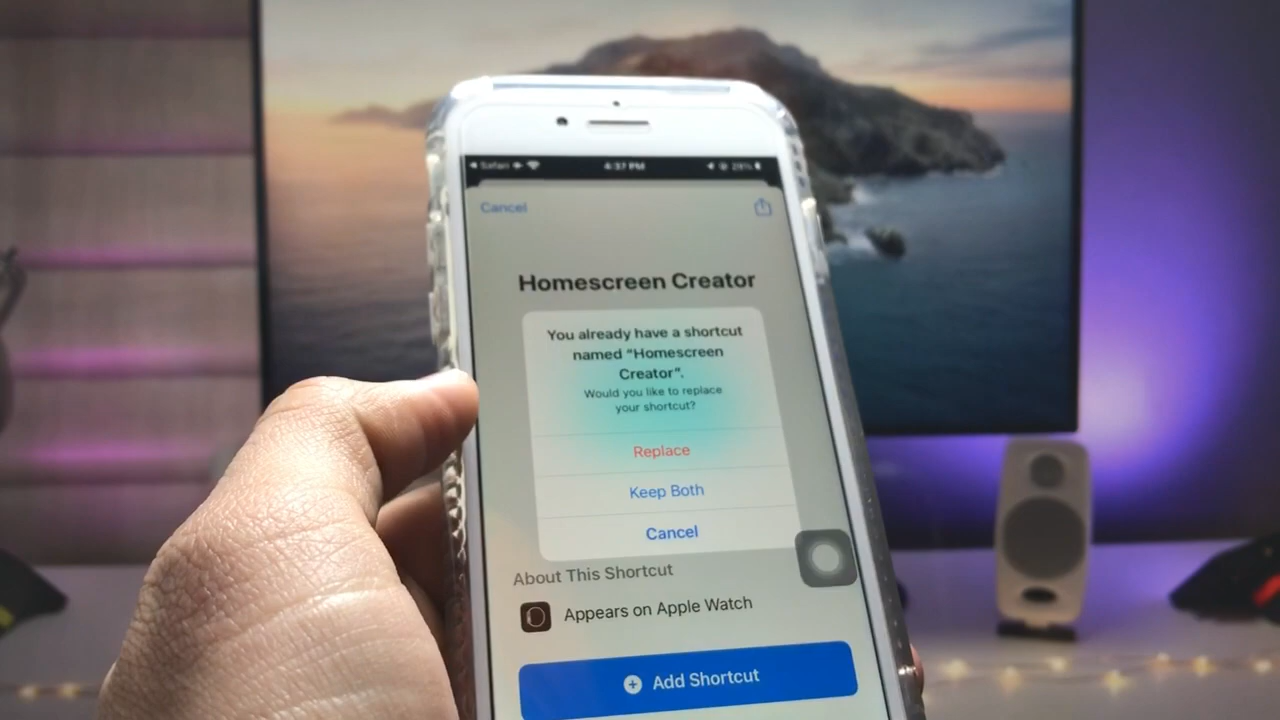 Safari
4:37 PM
Cancel
Homescreen Creator
You already have a shortcut
named “Homescreen
Creator”.
Would you like to replace
your shortcut?
Replace
Keep Both
Cancel
About This Shortcut
Appears on Apple Watch
Add Shortcut